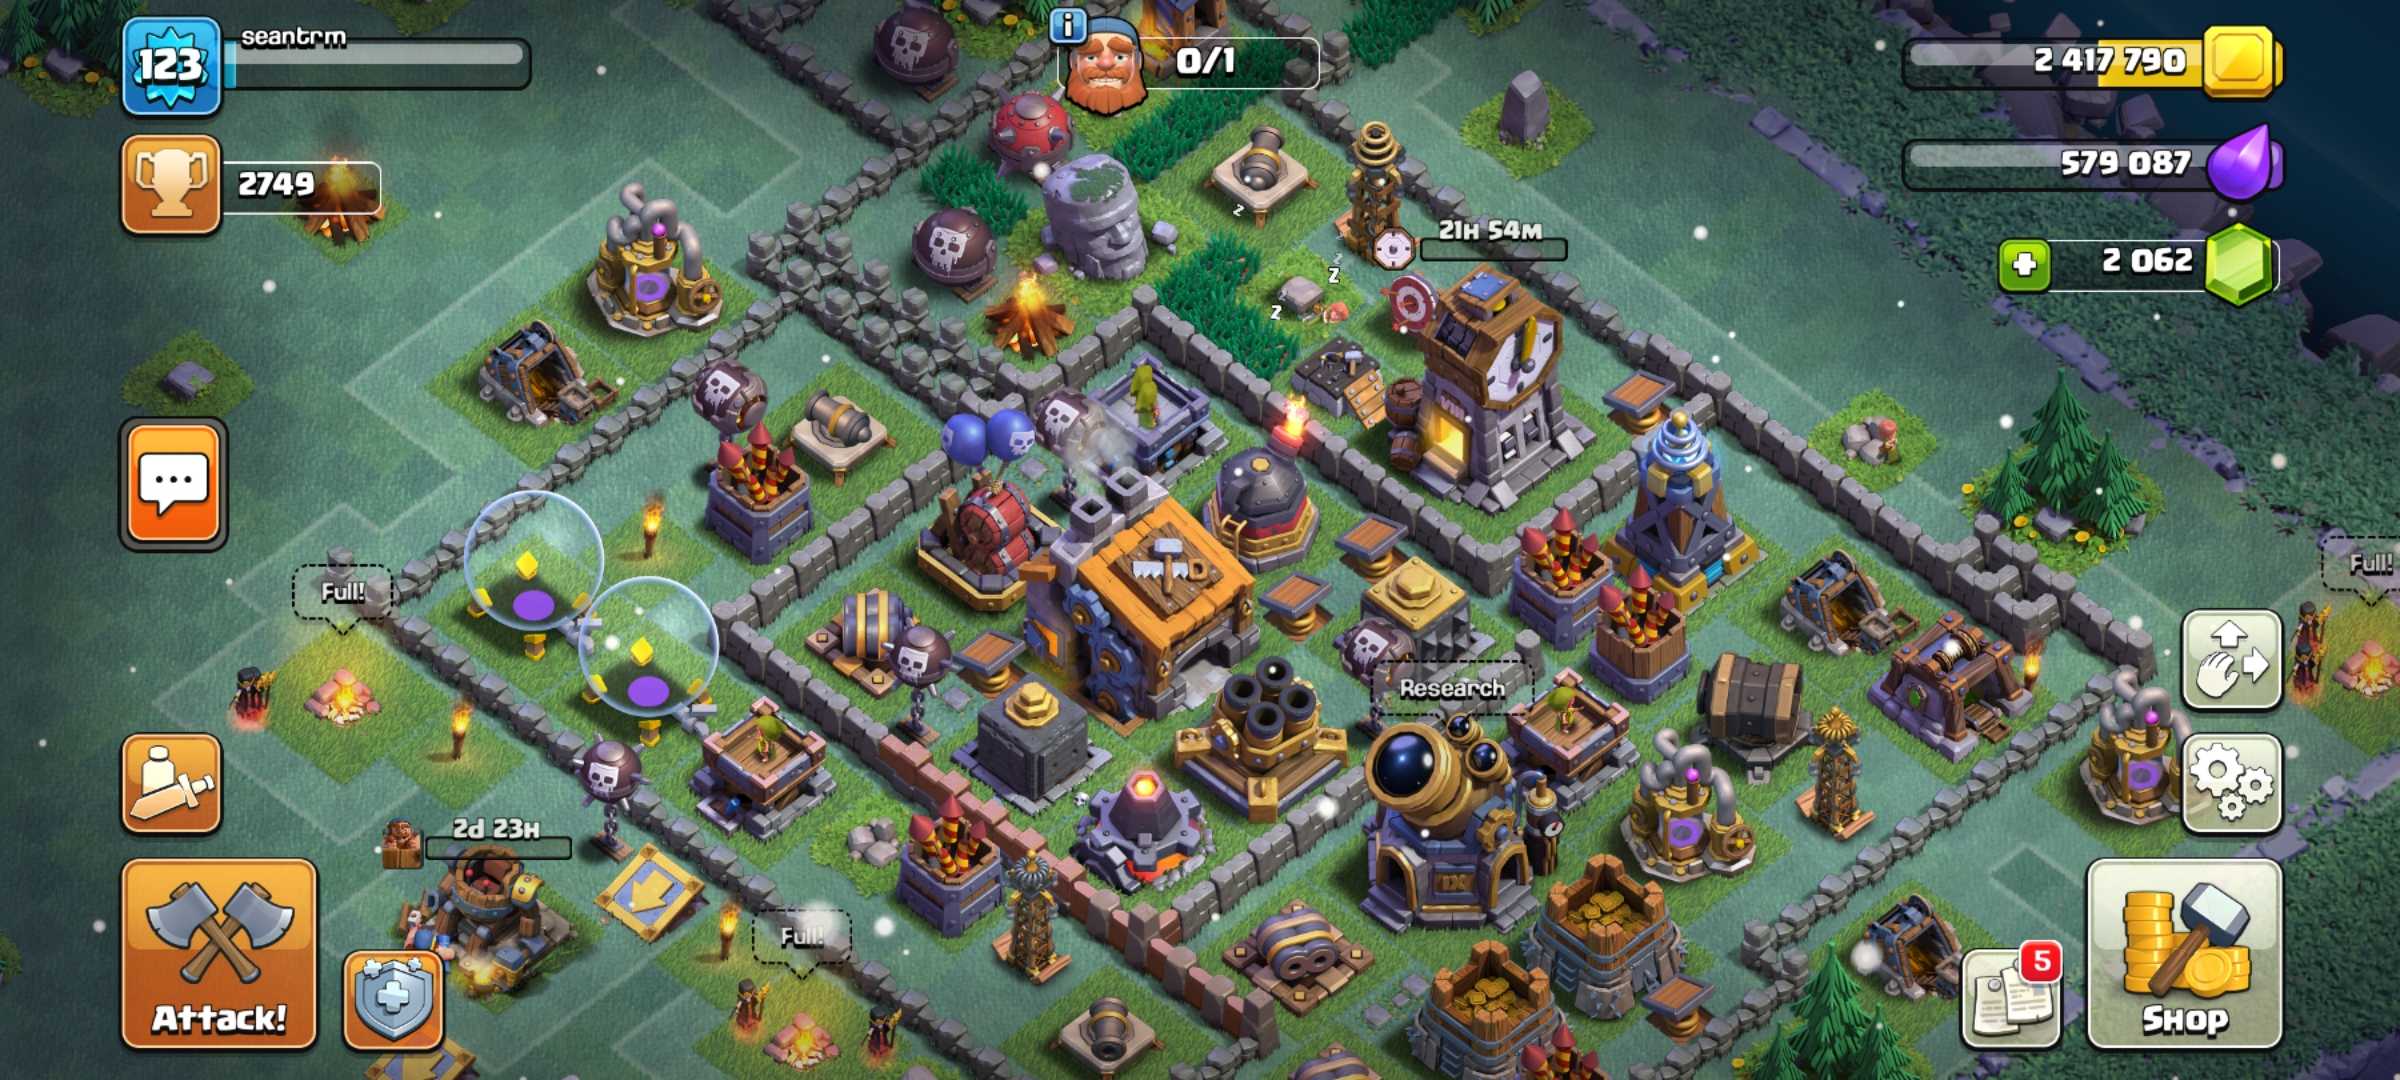 123
seantrm
i
0/1
2 417 790
2749
579 087
21H 54M
2 062
Full!
Full!
Research
2d 23H
Full!
IX
5
Attack!
Shop